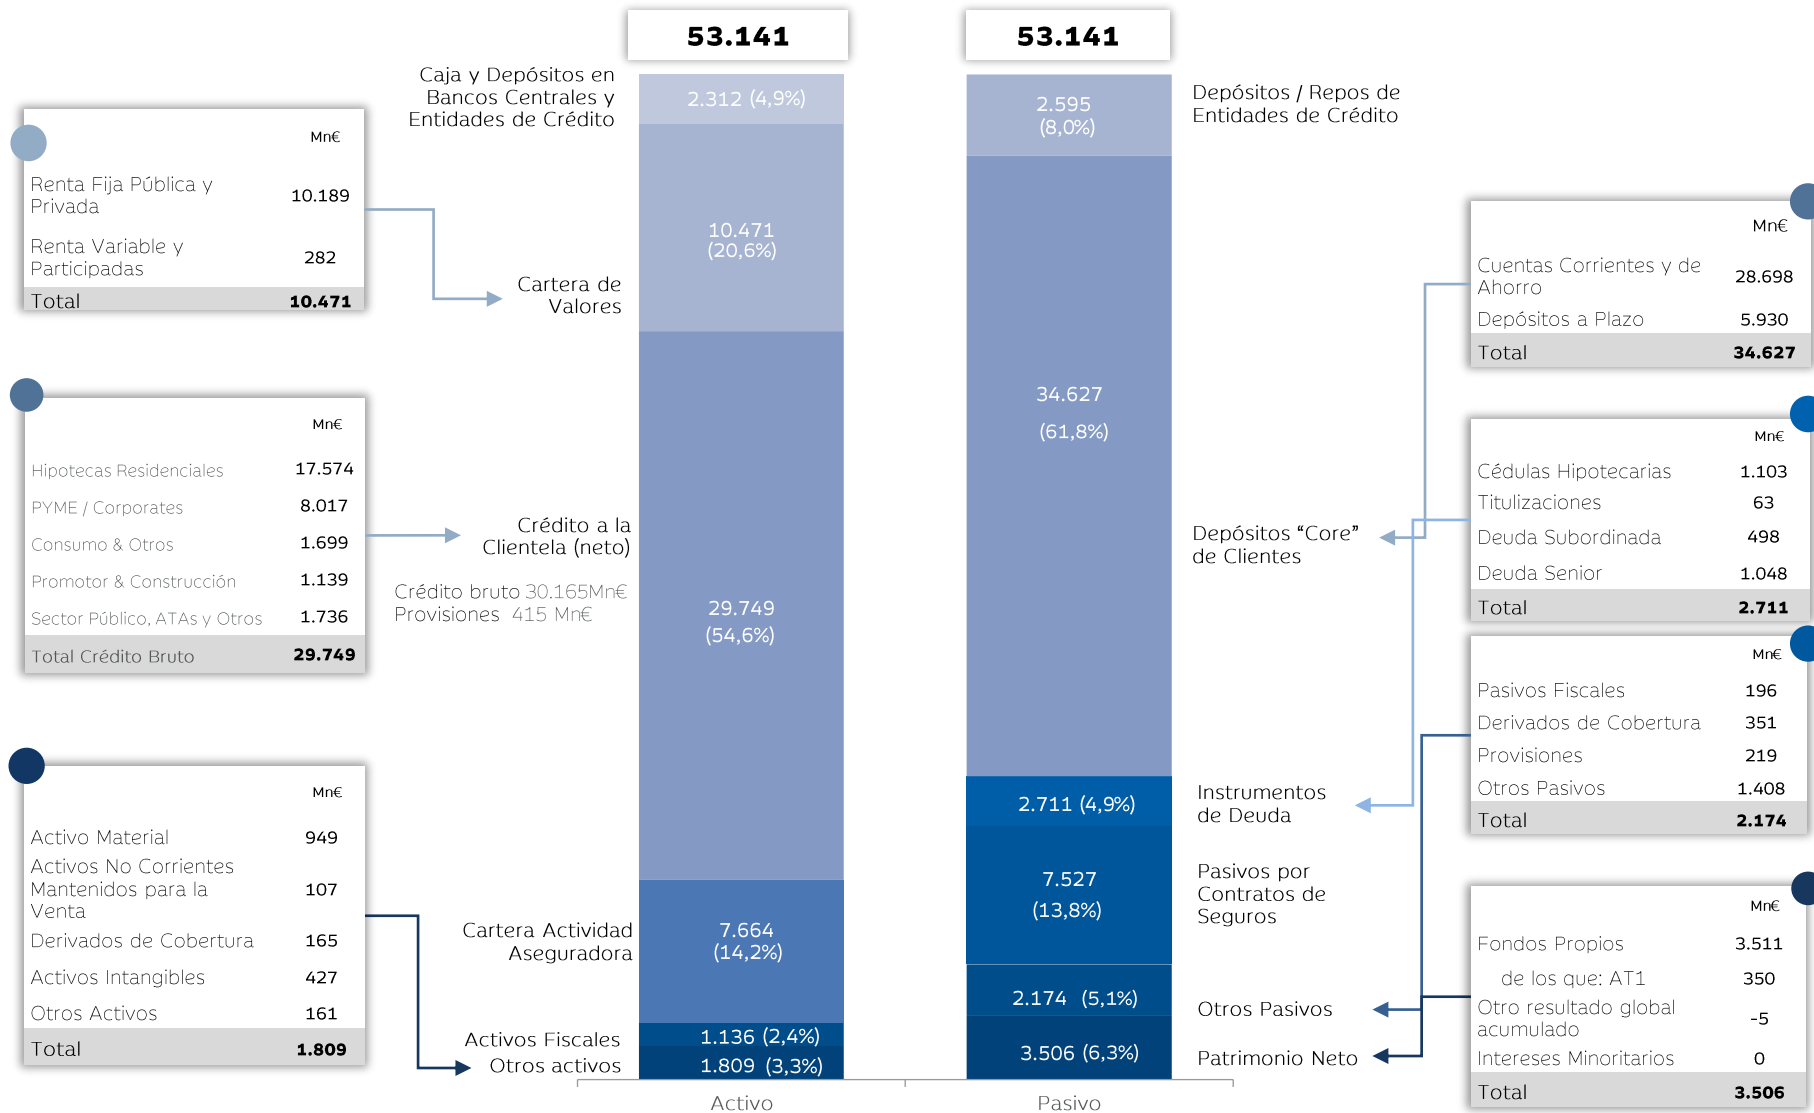 53.141
53.141
Caja y Depósitos en
Bancos Centrales y
Entidades de Crédito
2.312 (4,9%)
10.471
(20,6%)
Cartera de
Valores
Crédito a la
Clientela (neto)
Crédito bruto 30.165Mn€
Provisiones 415 Mn€
29.749
(54,6%)
Cartera Actividad
Aseguradora
7.664
(14,2%)
Activos Fiscales
1.136 (2,4%)
Otros activos
1.809 (3,3%)
Activo
Mn€
Renta Fija Pública y
Privada
10.189
Renta Variable y
Participadas
282
Total 10.471
Mn€
Hipotecas Residenciales 17.574
PYME / Corporates 8.017
Consumo & Otros 1.699
Promotor & Construcción 1.139
Sector Público, ATAs y Otros 1.736
Total Crédito Bruto 29.749
Mn€
Activo Material 949
Activos No Corrientes
Mantenidos para la
Venta
107
Derivados de Cobertura 165
Activos Intangibles 427
Otros Activos 161
Total 1.809
2.595
(8,0%)
Depósitos / Repos de
Entidades de Crédito
34.627
(61,8%)
Depósitos “Core”
de Clientes
2.711 (4,9%)
Instrumentos
de Deuda
7.527
(13,8%)
Pasivos por
Contratos de
Seguros
2.174 (5,1%)
Otros Pasivos
3.506 (6,3%)
Patrimonio Neto
Pasivo
Mn€
Cuentas Corrientes y de
Ahorro
28.698
Depósitos a Plazo 5.930
Total 34.627
Mn€
Cédulas Hipotecarias 1.103
Titulizaciones 63
Deuda Subordinada 498
Deuda Senior 1.048
Total 2.711
Mn€
Pasivos Fiscales 196
Derivados de Cobertura 351
Provisiones 219
Otros Pasivos 1.408
Total 2.174
Mn€
Fondos Propios 3.511
de los que: AT1 350
Otro resultado global
acumulado
-5
Intereses Minoritarios 0
Total 3.506